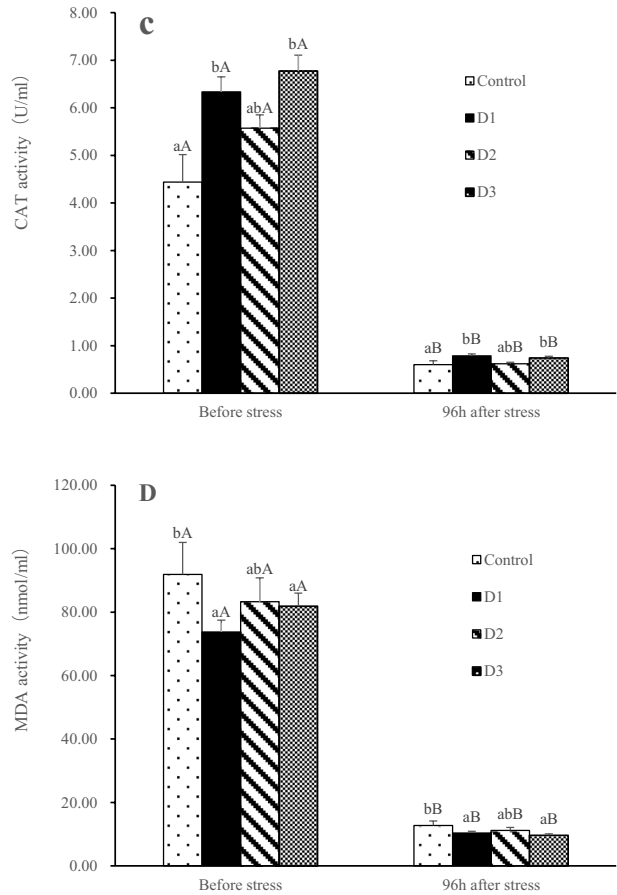 C
8.00
7.00
6.00
5.00
4.00
3.00
2.00
1.00
0.00
CAT activity（U/ml）
aA
bA
abA
bA
aB
bB
abB
bB
Before stress
96h after stress
Control
D1
D2
D3
D
120.00
100.00
80.00
60.00
40.00
20.00
0.00
MDA activity（nmol/ml）
bA
aA
abA
aA
bB
aB
abB
aB
Before stress
96h after stress
Control
D1
D2
D3